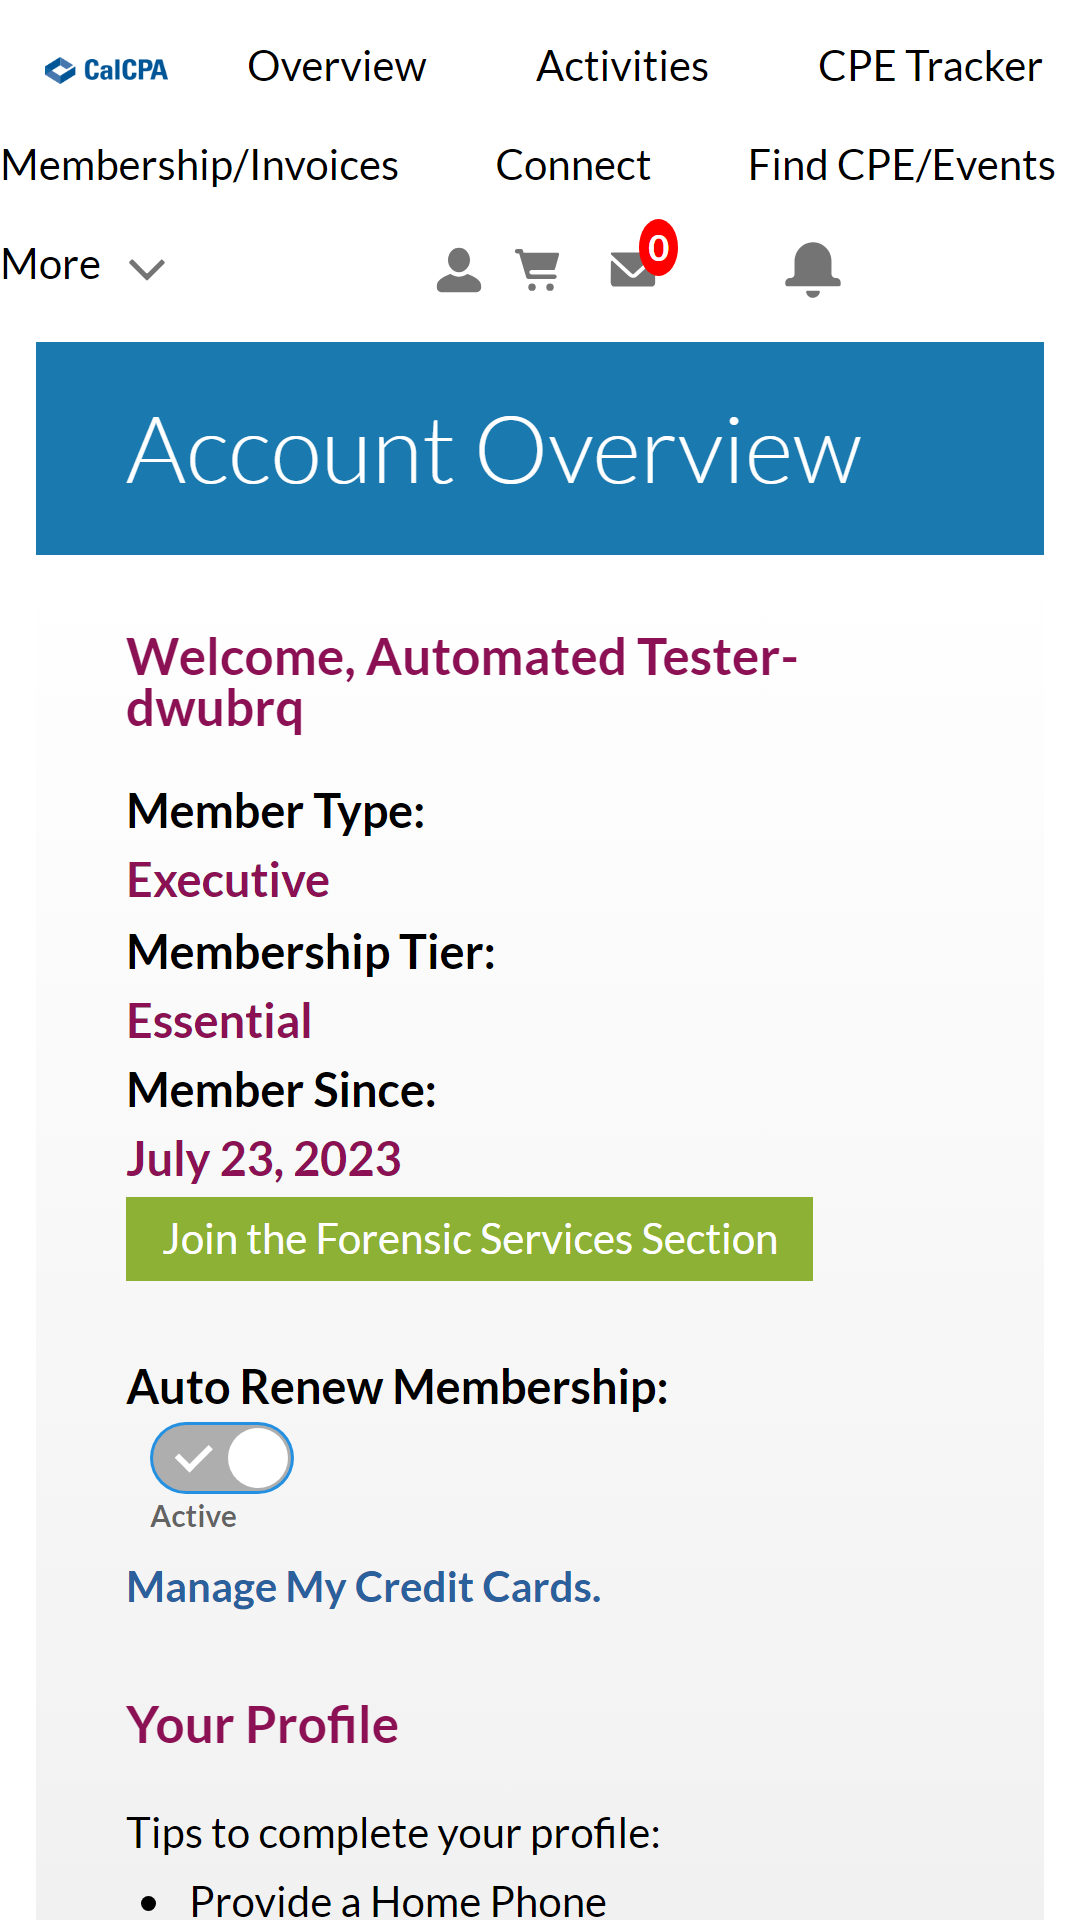 CalCPA Overview Activities CPE Tracker
Membership/Invoices Connect Find CPE/Events
More 0
Account Overview
Welcome, Automated Tester-
dwubrq
Member Type:
Executive
Membership Tier:
Essential
Member Since:
July 23, 2023
Join the Forensic Services Section
Auto Renew Membership:
Active
Manage My Credit Cards.
Your Profile
Tips to complete your profile:
• Provide a Home Phone